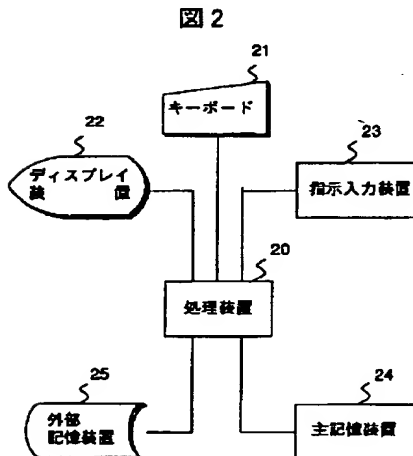 図2
21
キーボード
22
ディスプレイ
装置
23
指示入力装置
20
処理装置
25
外部
記憶装置
24
主記憶装置